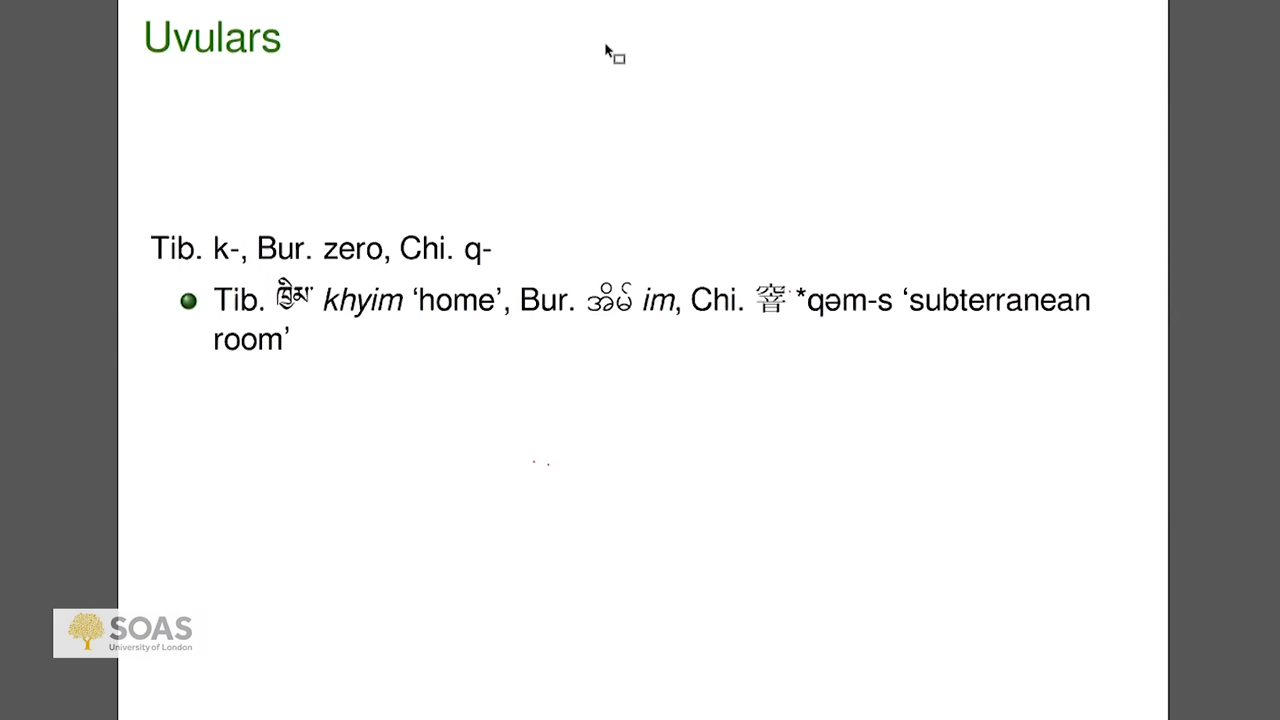 Uvulars
Tib. k-, Bur. zero, Chi. q-
Tib. ཁྱིམ་ khyim ‘home’, Bur. အိမ် im, Chi. 窨 *qəm-s ‘subterranean
room’
SOAS
University of London